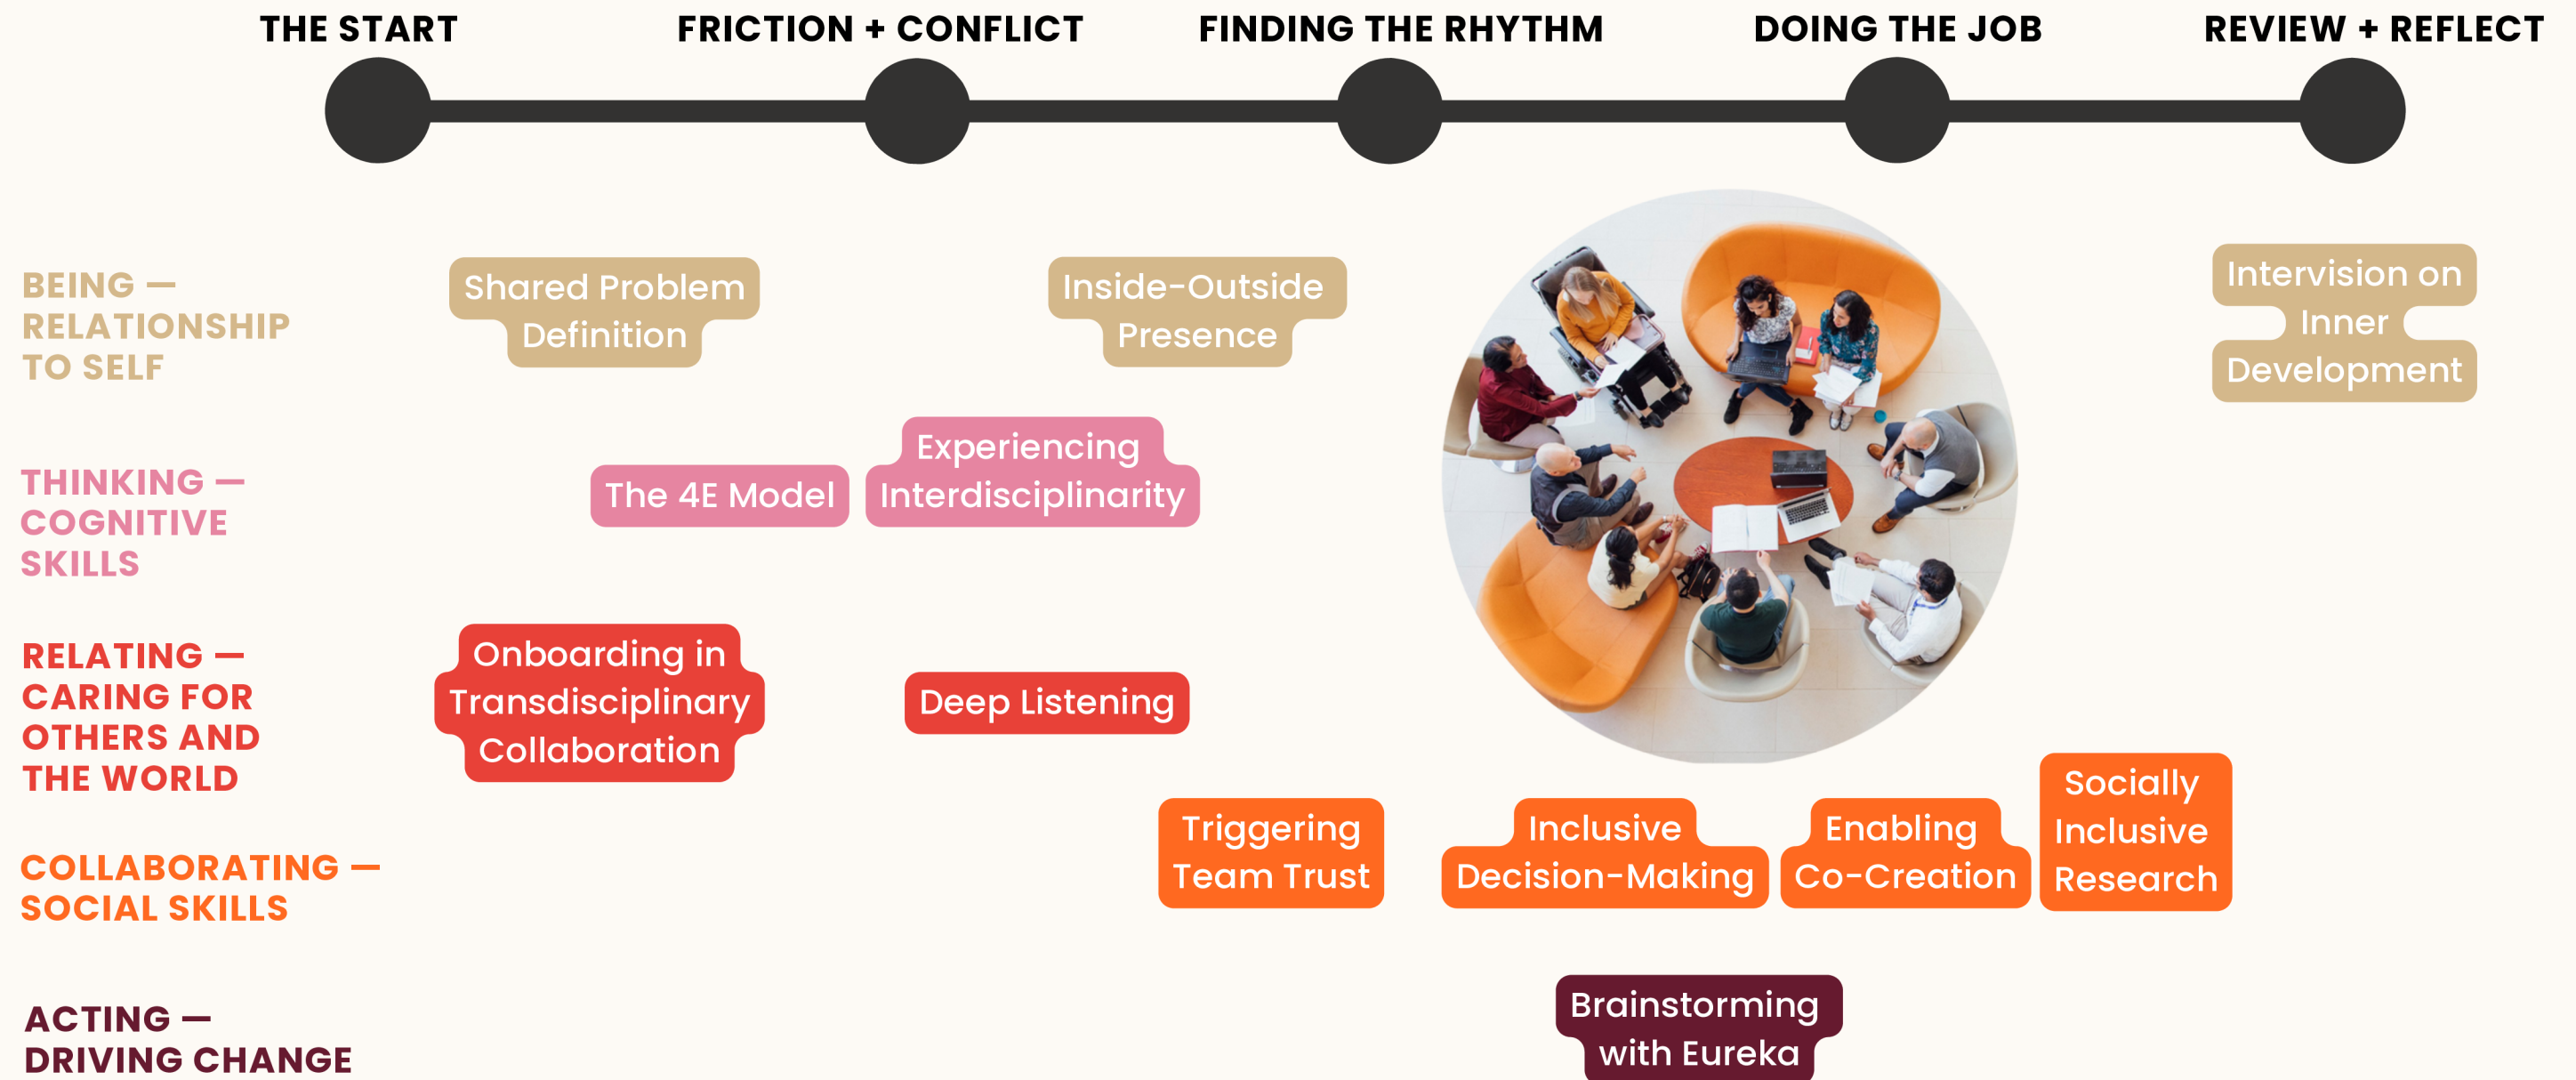 THE START
FRICTION + CONFLICT
FINDING THE RHYTHM
DOING THE JOB
REVIEW + REFLECT
BEING —
RELATIONSHIP
TO SELF
Shared Problem
Definition
Inside-Outside
Presence
Intervision on
Inner
Development
THINKING —
COGNITIVE
SKILLS
The 4E Model
Experiencing
Interdisciplinarity
RELATING —
CARING FOR
OTHERS AND
THE WORLD
Onboarding in
Transdisciplinary
Collaboration
Deep Listening
COLLABORATING —
SOCIAL SKILLS
Triggering
Team Trust
Inclusive
Decision-Making
Enabling
Co-Creation
Socially
Inclusive
Research
ACTING —
DRIVING CHANGE
Brainstorming
with Eureka